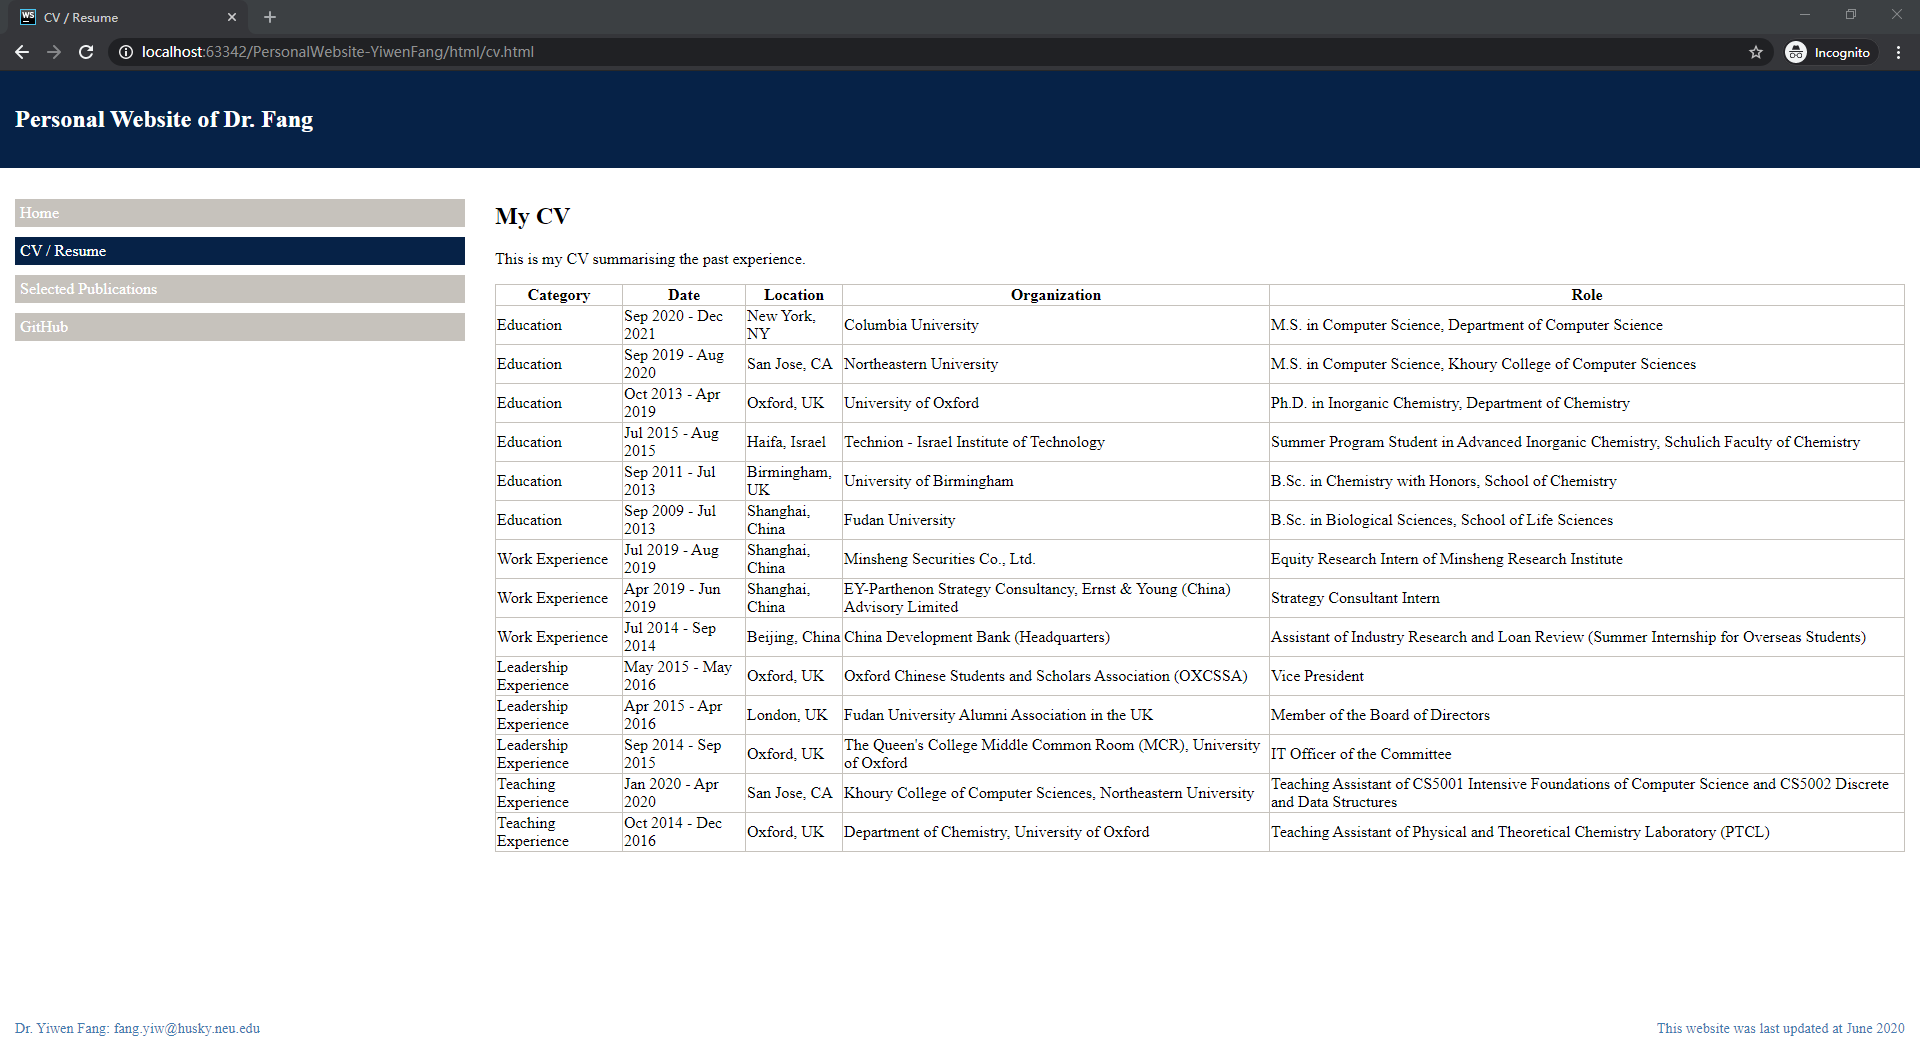 WS CV / Resume
localhost:63342/PersonalWebsite-YiwenFang/html/cv.html
Incognito
Personal Website of Dr. Fang
Home
CV / Resume
Selected Publications
GitHub
My CV
This is my CV summarising the past experience.
Category Date Location Organization Role
Education Sep 2020 - Dec 2021 New York, NY Columbia University M.S. in Computer Science, Department of Computer Science
Education Sep 2019 - Aug 2020 San Jose, CA Northeastern University M.S. in Computer Science, Khoury College of Computer Sciences
Education Oct 2013 - Apr 2019 Oxford, UK University of Oxford Ph.D. in Inorganic Chemistry, Department of Chemistry
Education Jul 2015 - Aug 2015 Haifa, Israel Technion - Israel Institute of Technology Summer Program Student in Advanced Inorganic Chemistry, Schulich Faculty of Chemistry
Education Sep 2011 - Jul 2013 Birmingham, UK University of Birmingham B.Sc. in Chemistry with Honors, School of Chemistry
Education Sep 2009 - Jul 2013 Shanghai, China Fudan University B.Sc. in Biological Sciences, School of Life Sciences
Work Experience Jul 2019 - Aug 2019 Shanghai, China Minsheng Securities Co., Ltd. Equity Research Intern of Minsheng Research Institute
Work Experience Apr 2019 - Jun 2019 Shanghai, China EY-Parthenon Strategy Consultancy, Ernst & Young (China) Advisory Limited Strategy Consultant Intern
Work Experience Jul 2014 - Sep 2014 Beijing, China China Development Bank (Headquarters) Assistant of Industry Research and Loan Review (Summer Internship for Overseas Students)
Leadership Experience May 2015 - May 2016 Oxford, UK Oxford Chinese Students and Scholars Association (OXCSSA) Vice President
Leadership Experience Apr 2015 - Apr 2016 London, UK Fudan University Alumni Association in the UK Member of the Board of Directors
Leadership Experience Sep 2014 - Sep 2015 Oxford, UK The Queen's College Middle Common Room (MCR), University of Oxford IT Officer of the Committee
Teaching Experience Jan 2020 - Apr 2020 San Jose, CA Khoury College of Computer Sciences, Northeastern University Teaching Assistant of CS5001 Intensive Foundations of Computer Science and CS5002 Discrete and Data Structures
Teaching Experience Oct 2014 - Dec 2016 Oxford, UK Department of Chemistry, University of Oxford Teaching Assistant of Physical and Theoretical Chemistry Laboratory (PTCL)
Dr. Yiwen Fang: fang.yiw@husky.neu.edu
This website was last updated at June 2020